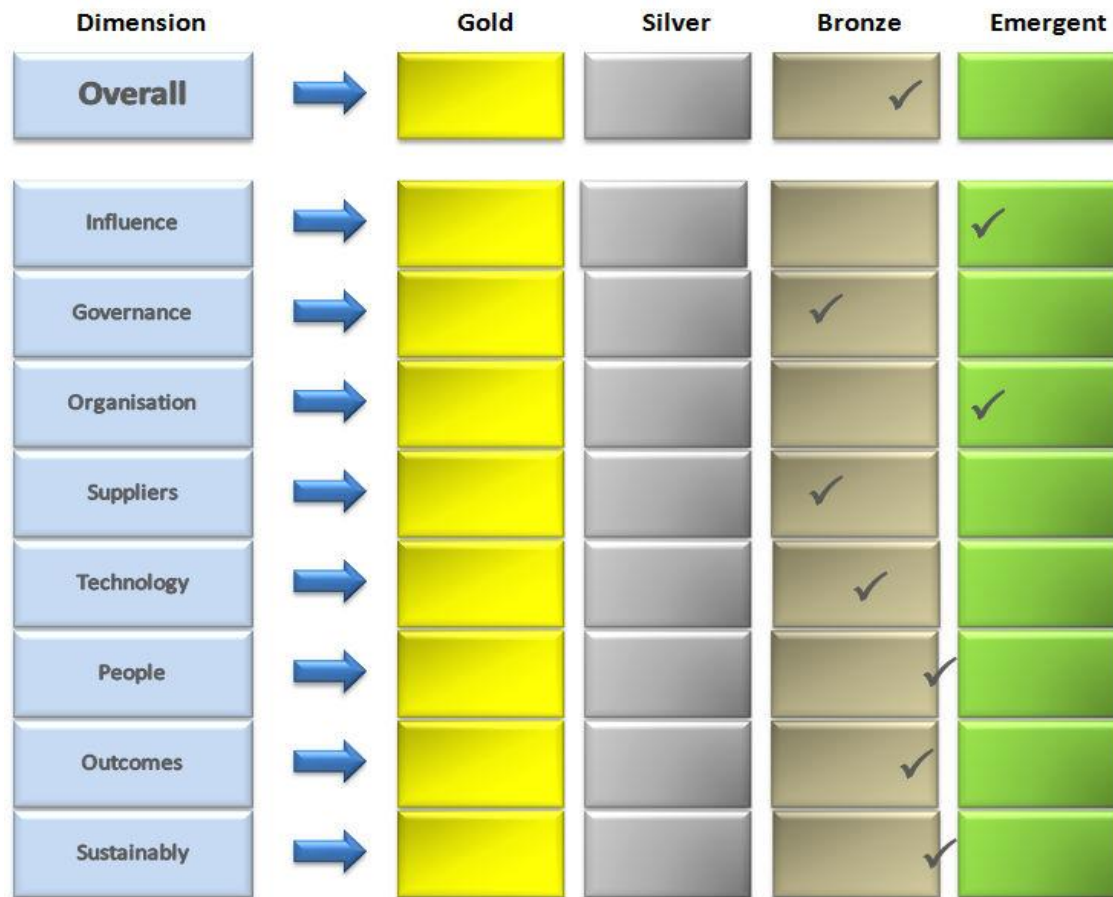 Dimension Gold Silver Bronze Emergent
Overall
Influence
Governance
Organisation
Suppliers
Technology
People
Outcomes
Sustainably